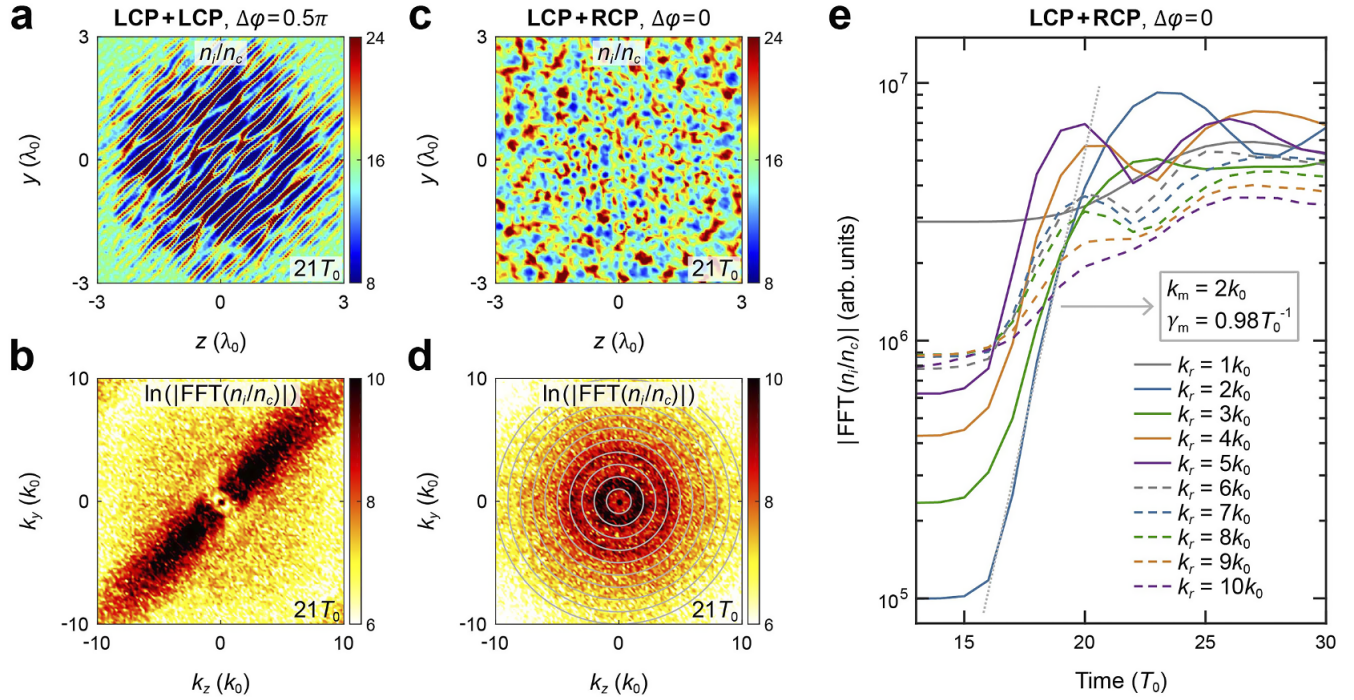 a
LCP + LCP, Δφ = 0.5π
n_i/n_c
3
0
-3
y (λ₀)
-3 0 3
z (λ₀)
21T₀
24
16
8
b
ln(|FFT(n_i/n_c)|)
10
0
-10
k_y (k₀)
-10 0 10
k_z (k₀)
21T₀
10
8
6
c
LCP + RCP, Δφ = 0
n_i/n_c
3
0
-3
y (λ₀)
-3 0 3
z (λ₀)
21T₀
24
16
8
d
ln(|FFT(n_i/n_c)|)
10
0
-10
k_y (k₀)
-10 0 10
k_z (k₀)
21T₀
10
8
6
e
LCP + RCP, Δφ = 0
|FFT(n_i/n_c)| (arb. units)
10⁷
10⁶
10⁵
k_m = 2k₀
γ_m = 0.98T₀⁻¹
k_r = 1k₀
k_r = 2k₀
k_r = 3k₀
k_r = 4k₀
k_r = 5k₀
k_r = 6k₀
k_r = 7k₀
k_r = 8k₀
k_r = 9k₀
k_r = 10k₀
15 20 25 30
Time (T₀)